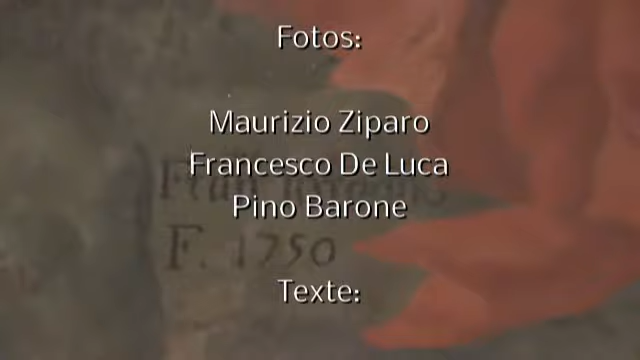 Fotos:
Maurizio Ziparo
Francesco De Luca
Pino Barone
F. 1750
Texte: